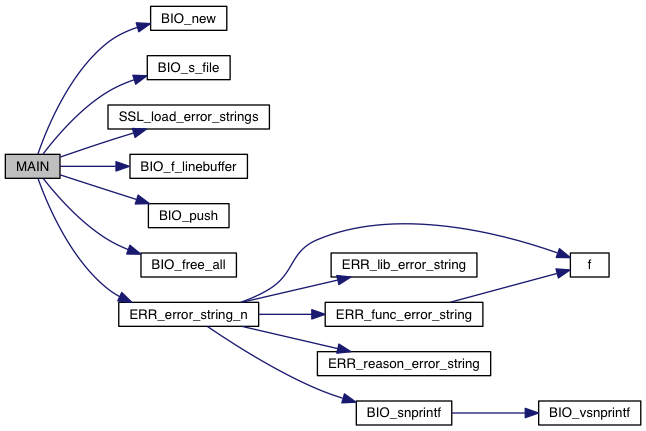 BIO_new
BIO_s_file
SSL_load_error_strings
MAIN
BIO_f_linebuffer
BIO_push
BIO_free_all
ERR_lib_error_string
f
ERR_error_string_n
ERR_func_error_string
ERR_reason_error_string
BIO_snprintf
BIO_vsnprintf